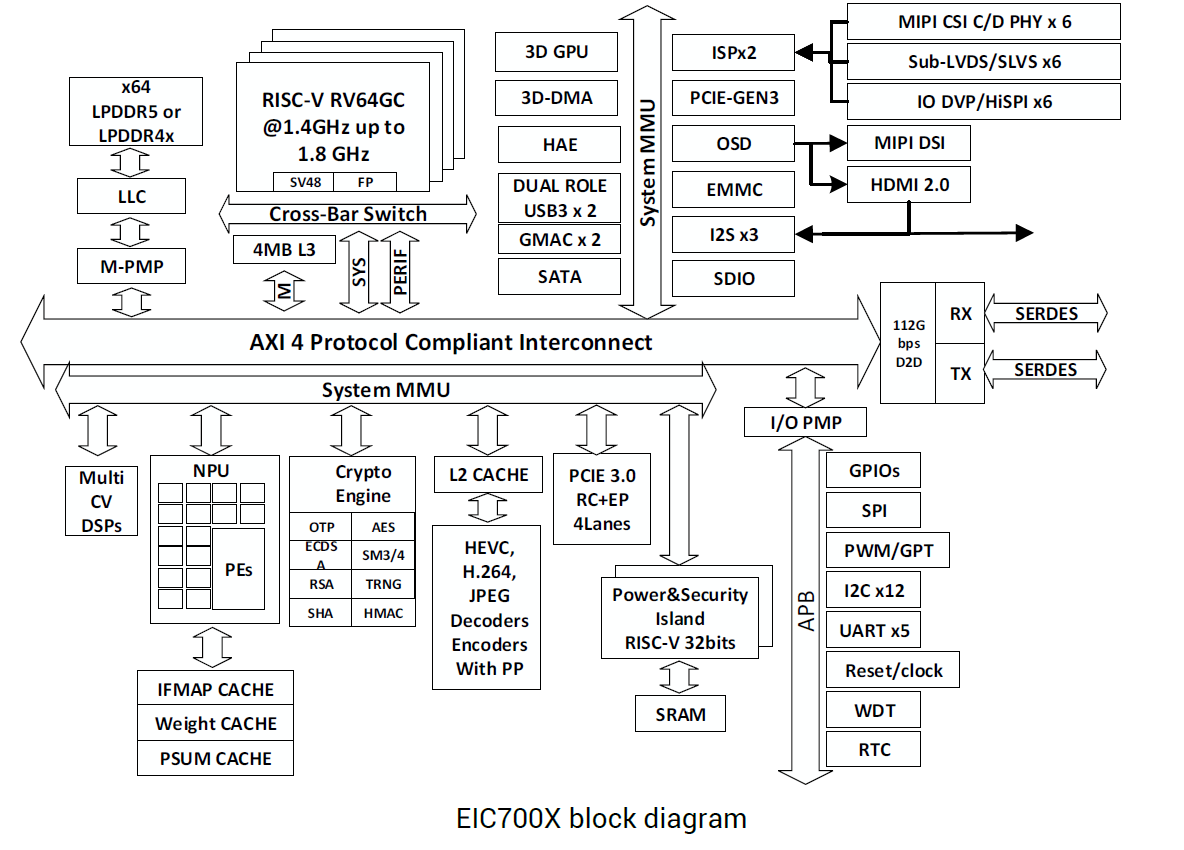 x64
LPDDR5 or
LPDDR4x
LLC
M-PMP
RISC-V RV64GC
@1.4GHz up to
1.8 GHz
SV48
FP
Cross-Bar Switch
4MB L3
M
SYS
PERIF
3D GPU
3D-DMA
HAE
DUAL ROLE
USB3 x 2
GMAC x 2
SATA
System MMU
ISPx2
PCIE-GEN3
OSD
EMMC
I2S x3
SDIO
MIPI CSI C/D PHY x 6
Sub-LVDS/SLVS x6
IO DVP/HiSPI x6
MIPI DSI
HDMI 2.0
AXI 4 Protocol Compliant Interconnect
112G
bps
D2D
RX
TX
SERDES
SERDES
System MMU
Multi
CV
DSPs
NPU
PEs
IFMAP CACHE
Weight CACHE
PSUM CACHE
Crypto
Engine
OTP
AES
ECDS
A
SM3/4
RSA
TRNG
SHA
HMAC
L2 CACHE
HEVC,
H.264,
JPEG
Decoders
Encoders
With PP
PCIE 3.0
RC+EP
4Lanes
Power&Security
Island
RISC-V 32bits
SRAM
I/O PMP
APB
GPIOs
SPI
PWM/GPT
I2C x12
UART x5
Reset/clock
WDT
RTC
EIC700X block diagram